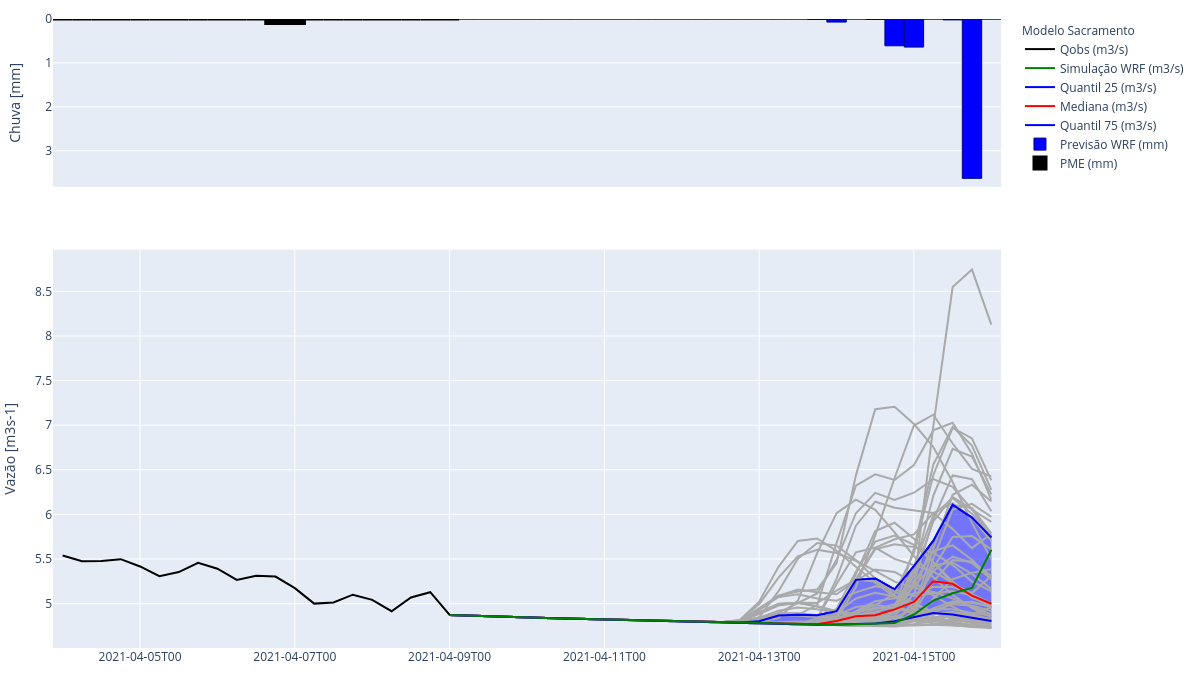 Chuva [mm]
0
1
2
3
Modelo Sacramento
Qobs (m3/s)
Simulação WRF (m3/s)
Quantil 25 (m3/s)
Mediana (m3/s)
Quantil 75 (m3/s)
Previsão WRF (mm)
PME (mm)
Vazão [m3s-1]
8.5
8
7.5
7
6.5
6
5.5
5
2021-04-05T00 2021-04-07T00 2021-04-09T00 2021-04-11T00 2021-04-13T00 2021-04-15T00